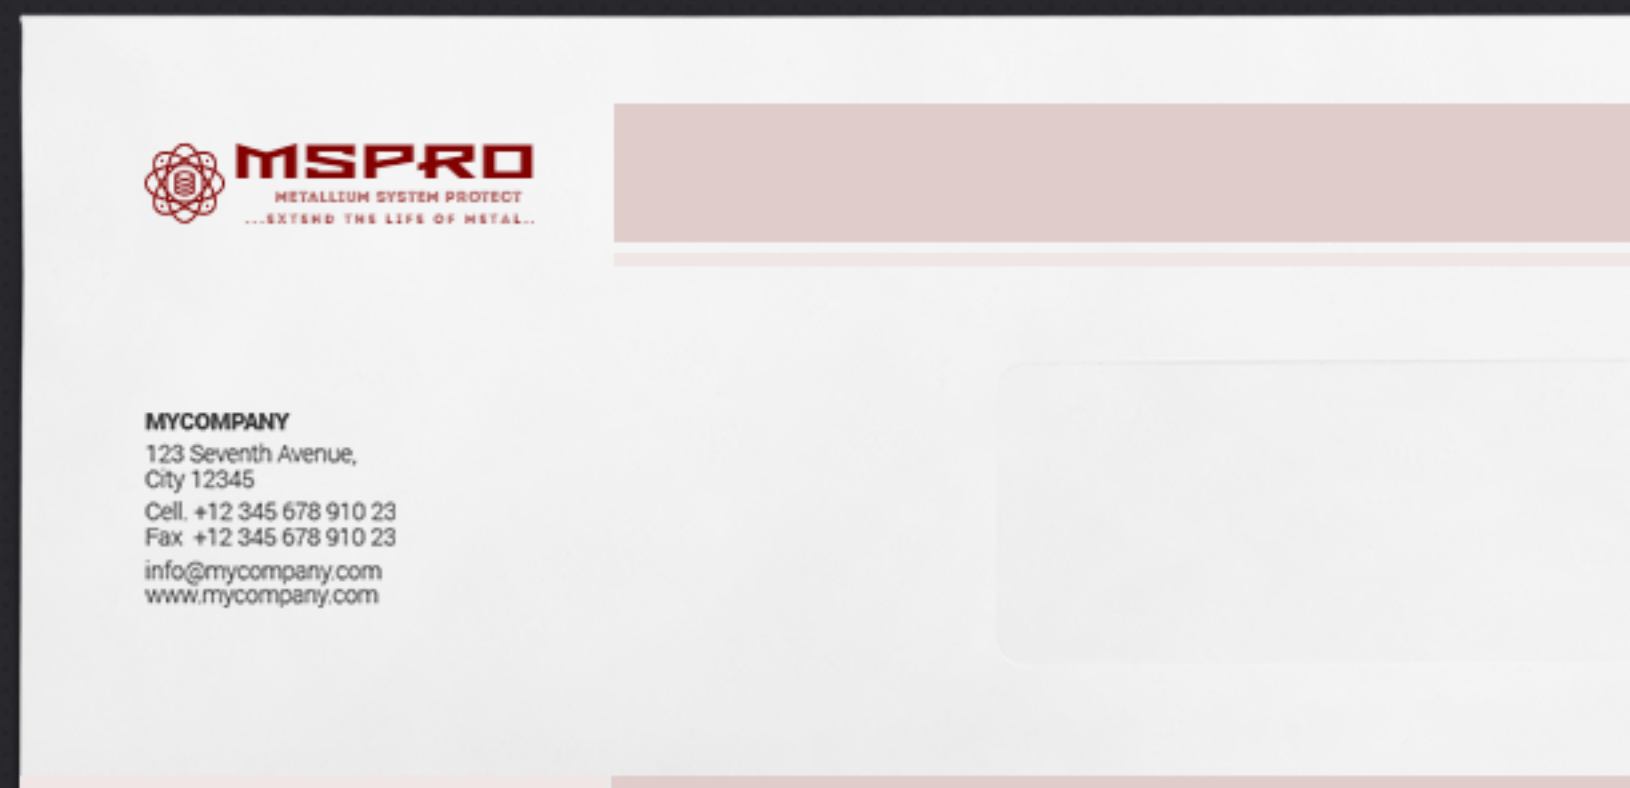 MSPRO
METALLIUM SYSTEM PROTECT
...EXTEND THE LIFE OF METAL..
MYCOMPANY
123 Seventh Avenue,
City 12345
Cell. +12 345 678 910 23
Fax +12 345 678 910 23
info@mycompany.com
www.mycompany.com